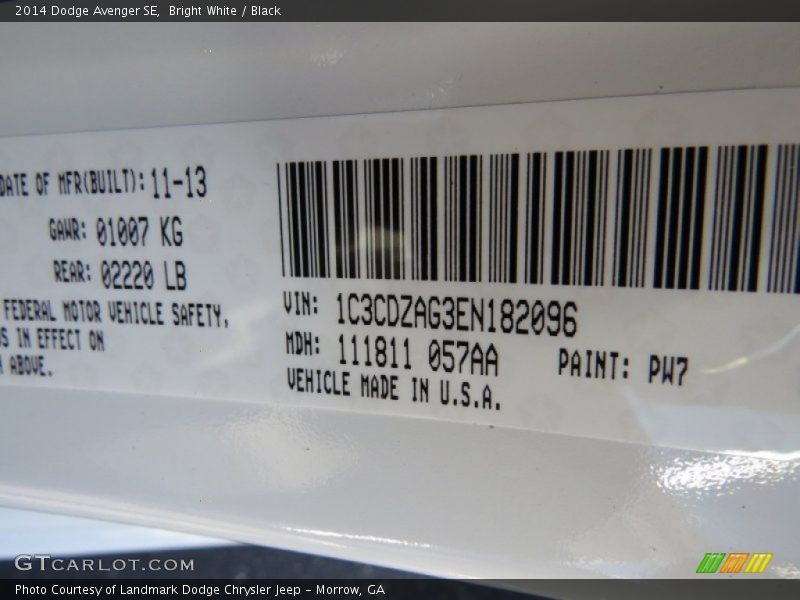 2014 Dodge Avenger SE,  Bright White / Black
DATE OF MFR(BUILT): 11-13
GAWR: 01007 KG
REAR: 02220 LB
FEDERAL MOTOR VEHICLE SAFETY,
IN EFFECT ON
ABOVE.
VIN: 1C3CDZAG3EN182096
MDH: 111811 057AA
PAINT: PW7
VEHICLE MADE IN U.S.A.
GTCARLOT.COM
Photo Courtesy of Landmark Dodge Chrysler Jeep - Morrow, GA